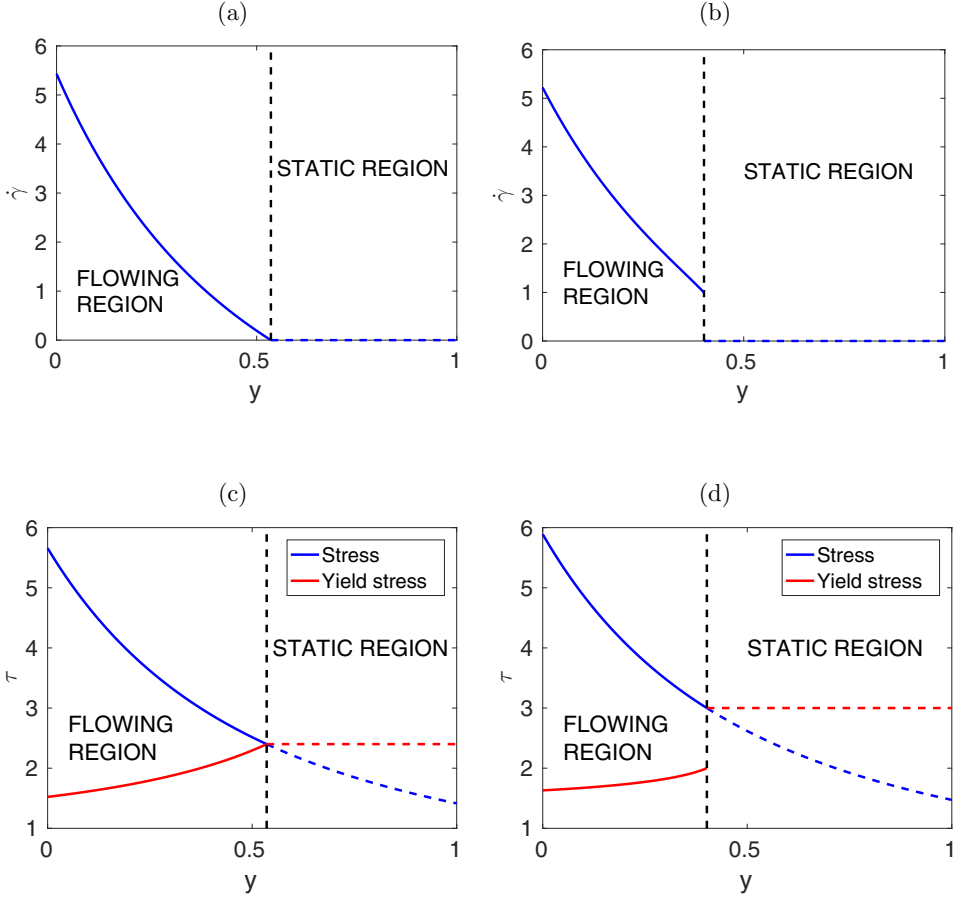 (a)
6
5
4
3
2
1
0
γ̇
STATIC REGION
FLOWING
REGION
0
0.5
1
y
(b)
6
5
4
3
2
1
0
γ̇
STATIC REGION
FLOWING
REGION
0
0.5
1
y
(c)
6
5
4
3
2
1
τ
Stress
Yield stress
STATIC REGION
FLOWING
REGION
0
0.5
1
y
(d)
6
5
4
3
2
1
τ
Stress
Yield stress
STATIC REGION
FLOWING
REGION
0
0.5
1
y